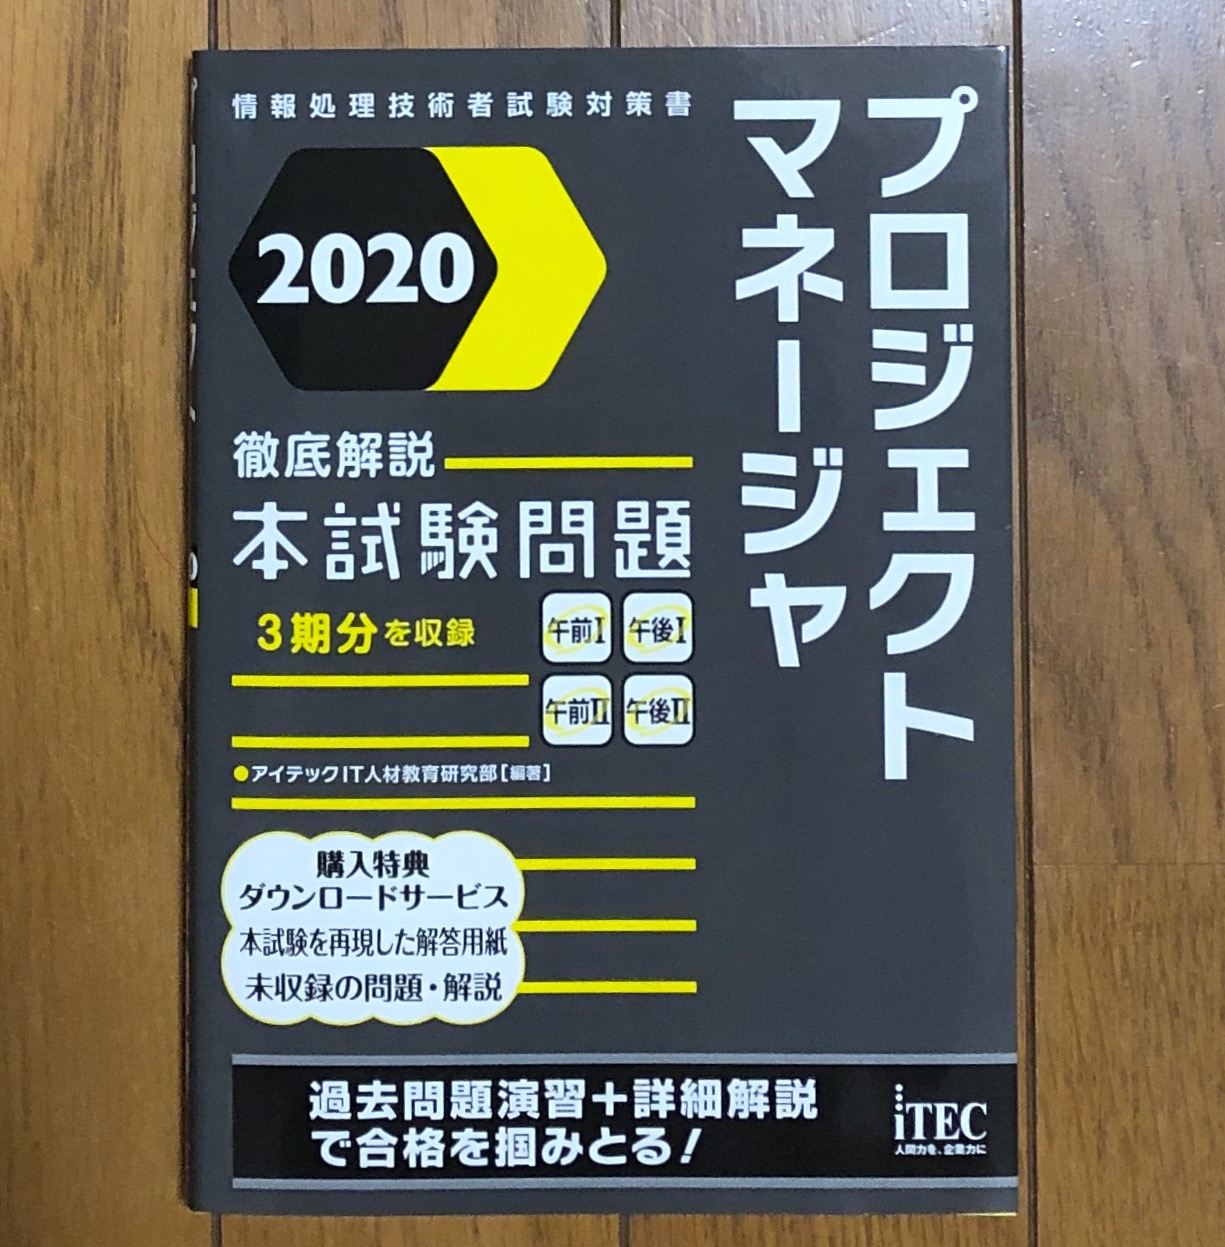 情報処理技術者試験対策書
プロジェクト
マネージャ
2020
徹底解説
本試験問題
3期分を収録
午前I
午後I
午前II
午後II
●アイテックIT人材教育研究部[編著]
購入特典
ダウンロードサービス
本試験を再現した解答用紙
未収録の問題・解説
過去問題演習+詳細解説
で合格を掴みとる!
iTEC
人間力を、企業力に